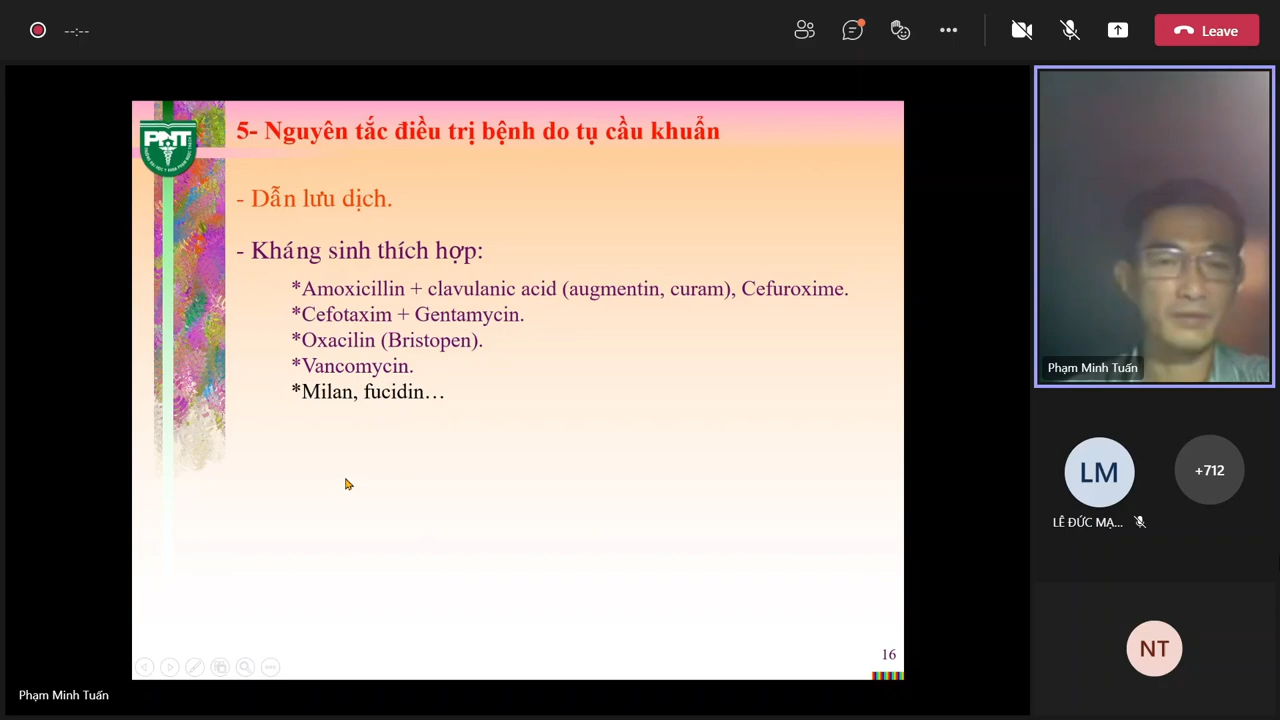 --:--
Leave
5- Nguyên tắc điều trị bệnh do tụ cầu khuẩn
PNT
- Dẫn lưu dịch.
- Kháng sinh thích hợp:
*Amoxicillin + clavulanic acid (augmentin, curam), Cefuroxime.
*Cefotaxim + Gentamycin.
*Oxacilin (Bristopen).
*Vancomycin.
*Milan, fucidin…
16
Phạm Minh Tuấn
Phạm Minh Tuấn
LM
+712
LÊ ĐỨC MẠ...
NT